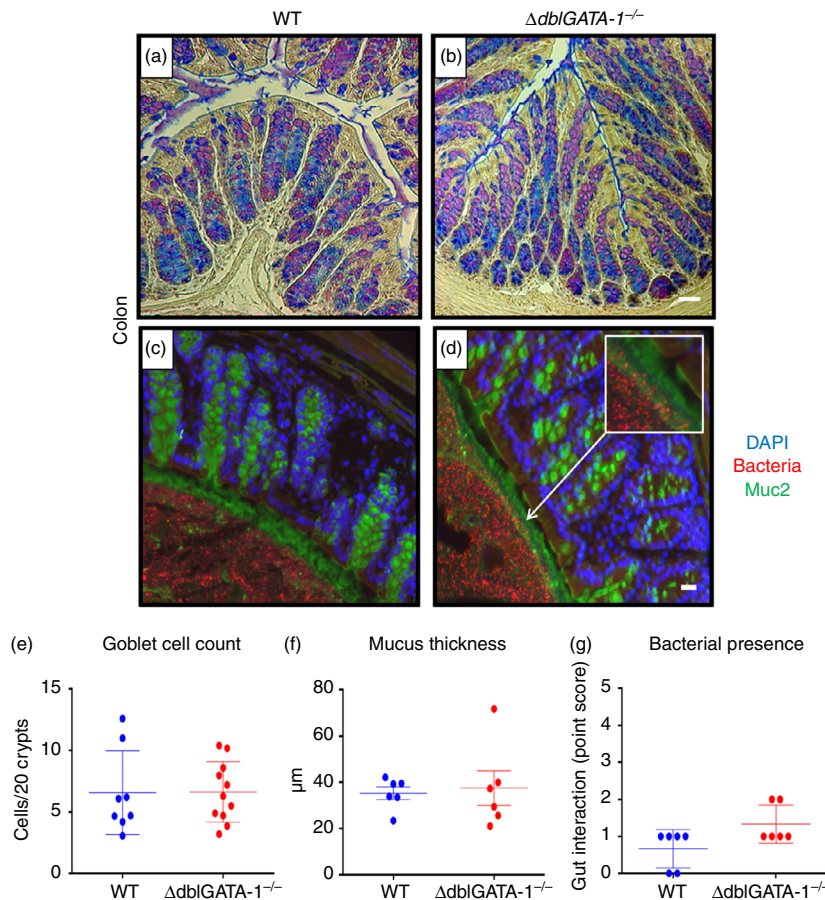 WT
ΔdblGATA-1–/–
(a)
(b)
Colon
(c)
(d)
DAPI
Bacteria
Muc2
(e) Goblet cell count
15
10
5
0
Cells/20 crypts
WT ΔdblGATA-1–/–
(f) Mucus thickness
80
60
40
20
0
μm
WT ΔdblGATA-1–/–
(g) Bacterial presence
5
4
3
2
1
0
Gut interaction (point score)
WT ΔdblGATA-1–/–